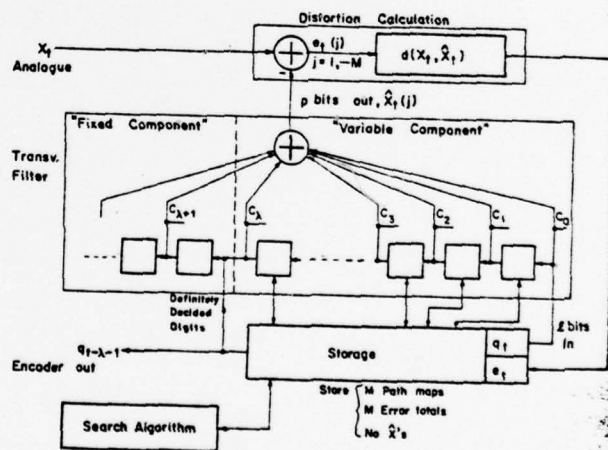 Distortion Calculation
X_t
Analogue
e_t (j)
j = 1, – M
d(X_t, X̂_t)
+
–
ρ bits out, X̂_t(j)
"Fixed Component"
"Variable Component"
+
Transv.
Filter
C_λ+1
C_λ
C_3
C_2
C_1
C_0
Definitely
Decided
Digits
ℓ bits
In
Encoder
out
q_t-λ-1
Storage
q_t
e_t
Store
M Path maps
M Error totals
No X̂'s
Search Algorithm